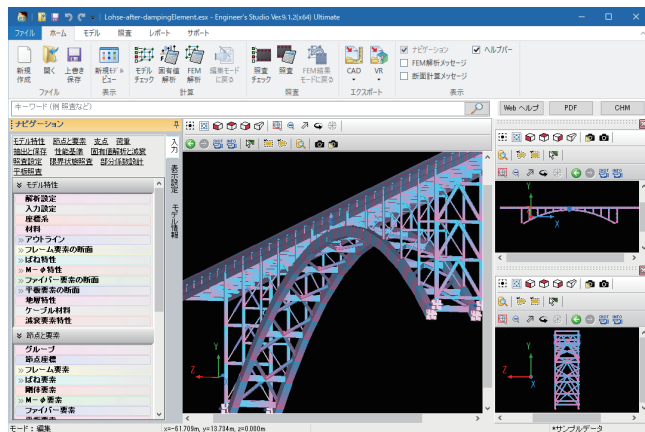 Lohse-after-dampingElement.esx - Engineer's Studio Ver.9.1.2(x64) Ultimate
ファイル ホーム モデル 照査 レポート サポート
新規作成 開く 上書き保存 新規モデルビュー モデルチェック 固有値解析 FEM解析 編集モードに戻る 照査チェック 照査 FEM結果モードに戻る CAD VR
ナビゲーション ヘルプバー
FEM解析メッセージ
断面計算メッセージ
ファイル 表示 計算 照査 エクスポート 表示
キーワード(例 照査など) Web ヘルプ PDF CHM
ナビゲーション
モデル特性 節点と要素 支点 荷重
抽出と保存 性能基準 固有値解析と減衰
照査設定 限界状態照査 部分係数設計
平板照査
入力
表示設定
モデル情報
モデル特性
解析設定
入力設定
座標系
材料
アウトライン
フレーム要素の断面
ばね特性
M-φ特性
ファイバー要素の断面
平板要素の断面
地層特性
ケーブル材料
減衰要素特性
節点と要素
グループ
節点座標
フレーム要素
ばね要素
剛体要素
M-φ要素
ファイバー要素
Y
Z
Y
X
Y
Z
モード：編集 x=-61.709m, y=13.734m, z=0.000m *サンプルデータ